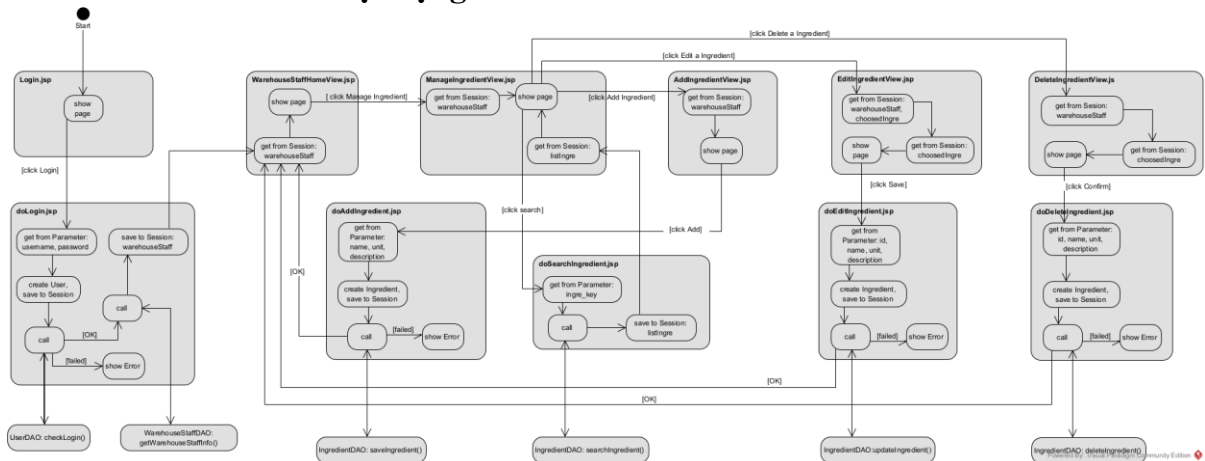 Start
Login.jsp
show
page
[click Login]
doLogin.jsp
get from Parameter:
username, password
create User,
save to Session
call
[OK]
[failed]
show Error
save to Session:
warehouseStaff
call
UserDAO: checkLogin()
WarehouseStaffDAO:
getWarehouseStaffInfo()
WarehouseStaffHomeView.jsp
show page
get from Session:
warehouseStaff
[ click Manage Ingredient]
ManageIngredientView.jsp
get from Session:
warehouseStaff
show page
get from Session:
listIngre
[click Add Ingredient]
[click Edit a Ingredient]
[click Delete a Ingredient]
AddIngredientView.jsp
get from Session:
warehouseStaff
show page
[click Add]
[click search]
doAddIngredient.jsp
get from
Parameter:
name, unit,
description
create Ingredient,
save to Session
call
[failed]
show Error
[OK]
IngredientDAO: saveIngredient()
doSearchIngredient.jsp
get from Parameter:
ingre_key
call
save to Session:
listIngre
IngredientDAO: searchIngredient()
EditIngredientView.jsp
get from Session:
warehouseStaff,
choosedIngre
get from Session:
choosedIngre
show
page
[click Save]
doEditIngredient.jsp
get from
Parameter: id,
name, unit,
description
create Ingredient,
save to Session
call
[failed]
show Error
[OK]
IngredientDAO:updateIngredient()
DeleteIngredientView.js
get from Sesion:
warehouseStaff
get from Session:
choosedIngre
show page
[click Confirm]
doDeleteIngredient.jsp
get from Parameter:
id, name, unit,
description
create Ingredient,
save to Session
call
[failed]
show Error
[OK]
IngredientDAO: deleteIngredient()
Powered By Visual Paradigm Community Edition